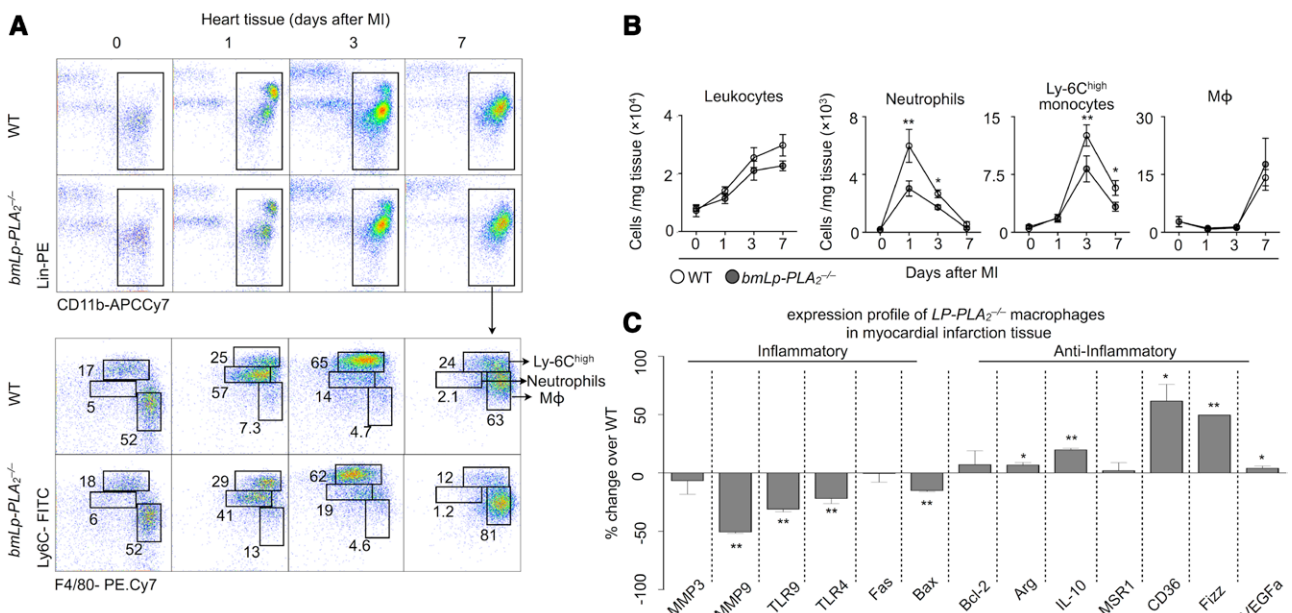 A
Heart tissue (days after MI)
0 1 3 7
WT
bmLp-PLA₂⁻/⁻
Lin-PE
CD11b-APCCy7
WT
17
5
52
25
57
7.3
65
14
4.7
24
2.1
63
Ly-6Chigh
Neutrophils
MΦ
bmLp-PLA₂⁻/⁻
Ly6C- FITC
18
6
52
29
41
13
62
19
4.6
12
1.2
81
F4/80- PE.Cy7
B
Leukocytes
Cells /mg tissue (×10⁴)
4
2
0
0 1 3 7
Neutrophils
Cells /mg tissue (×10³)
8
4
0
**
*
0 1 3 7
Ly-6Chigh
monocytes
15
7.5
0
**
*
0 1 3 7
MΦ
30
15
0
0 1 3 7
Days after MI
WT bmLp-PLA₂⁻/⁻
C
expression profile of LP-PLA₂⁻/⁻ macrophages
in myocardial infarction tissue
Inflammatory Anti-Inflammatory
% change over WT
100
50
0
-50
-100
** ** ** ** * ** * ** *
MMP3 MMP9 TLR9 TLR4 Fas Bax Bcl-2 Arg IL-10 MSR1 CD36 Fizz VEGFa